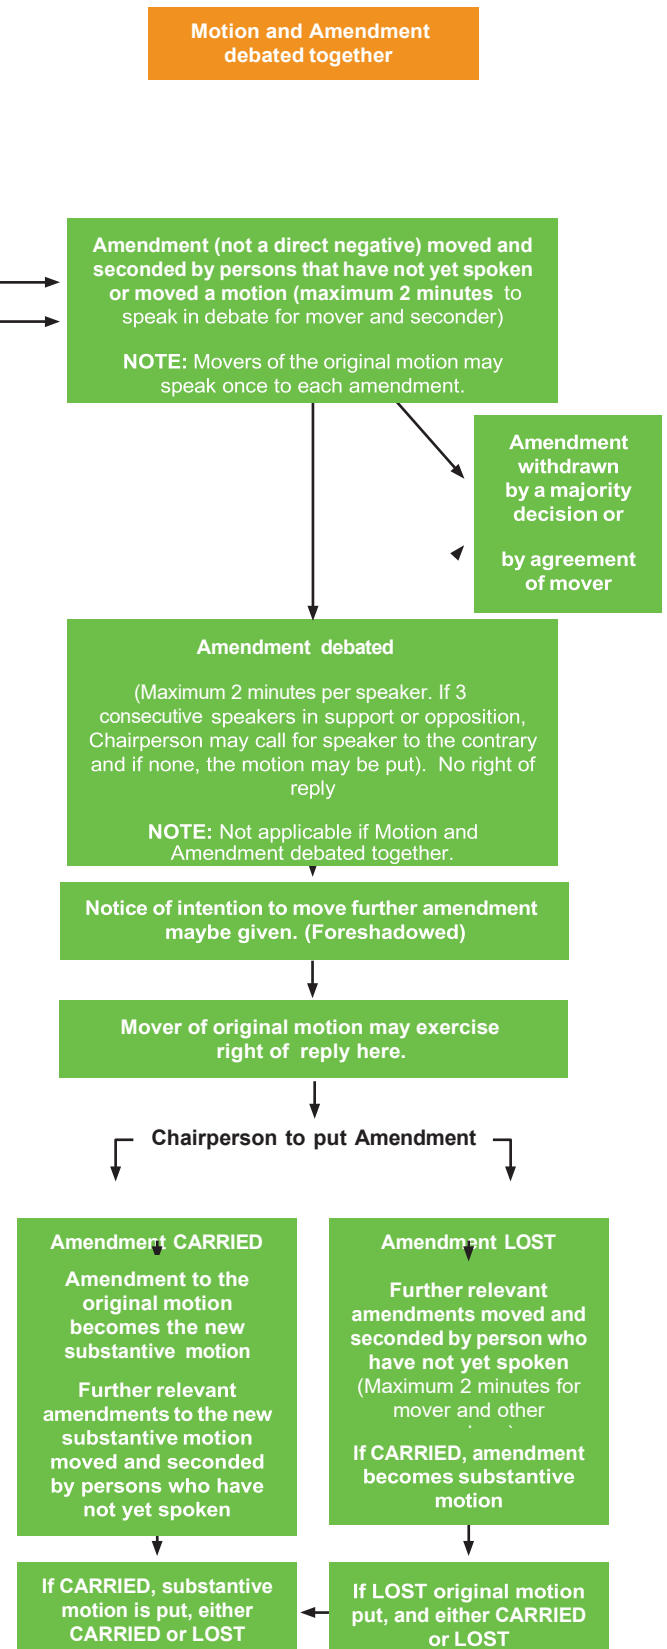 Motion and Amendment
debated together
Amendment (not a direct negative) moved and
seconded by persons that have not yet spoken
or moved a motion (maximum 2 minutes to
speak in debate for mover and seconder)
NOTE: Movers of the original motion may
speak once to each amendment.
Amendment
withdrawn
by a majority
decision or
by agreement
of mover
Amendment debated
(Maximum 2 minutes per speaker. If 3
consecutive speakers in support or opposition,
Chairperson may call for speaker to the contrary
and if none, the motion may be put). No right of
reply
NOTE: Not applicable if Motion and
Amendment debated together.
Notice of intention to move further amendment
maybe given. (Foreshadowed)
Mover of original motion may exercise
right of reply here.
Chairperson to put Amendment
Amendment CARRIED
Amendment to the
original motion
becomes the new
substantive motion
Further relevant
amendments to the new
substantive motion
moved and seconded
by persons who have
not yet spoken
If CARRIED, substantive
motion is put, either
CARRIED or LOST
Amendment LOST
Further relevant
amendments moved and
seconded by person who
have not yet spoken
(Maximum 2 minutes for
mover and other
If CARRIED, amendment
becomes substantive
motion
If LOST original motion
put, and either CARRIED
or LOST